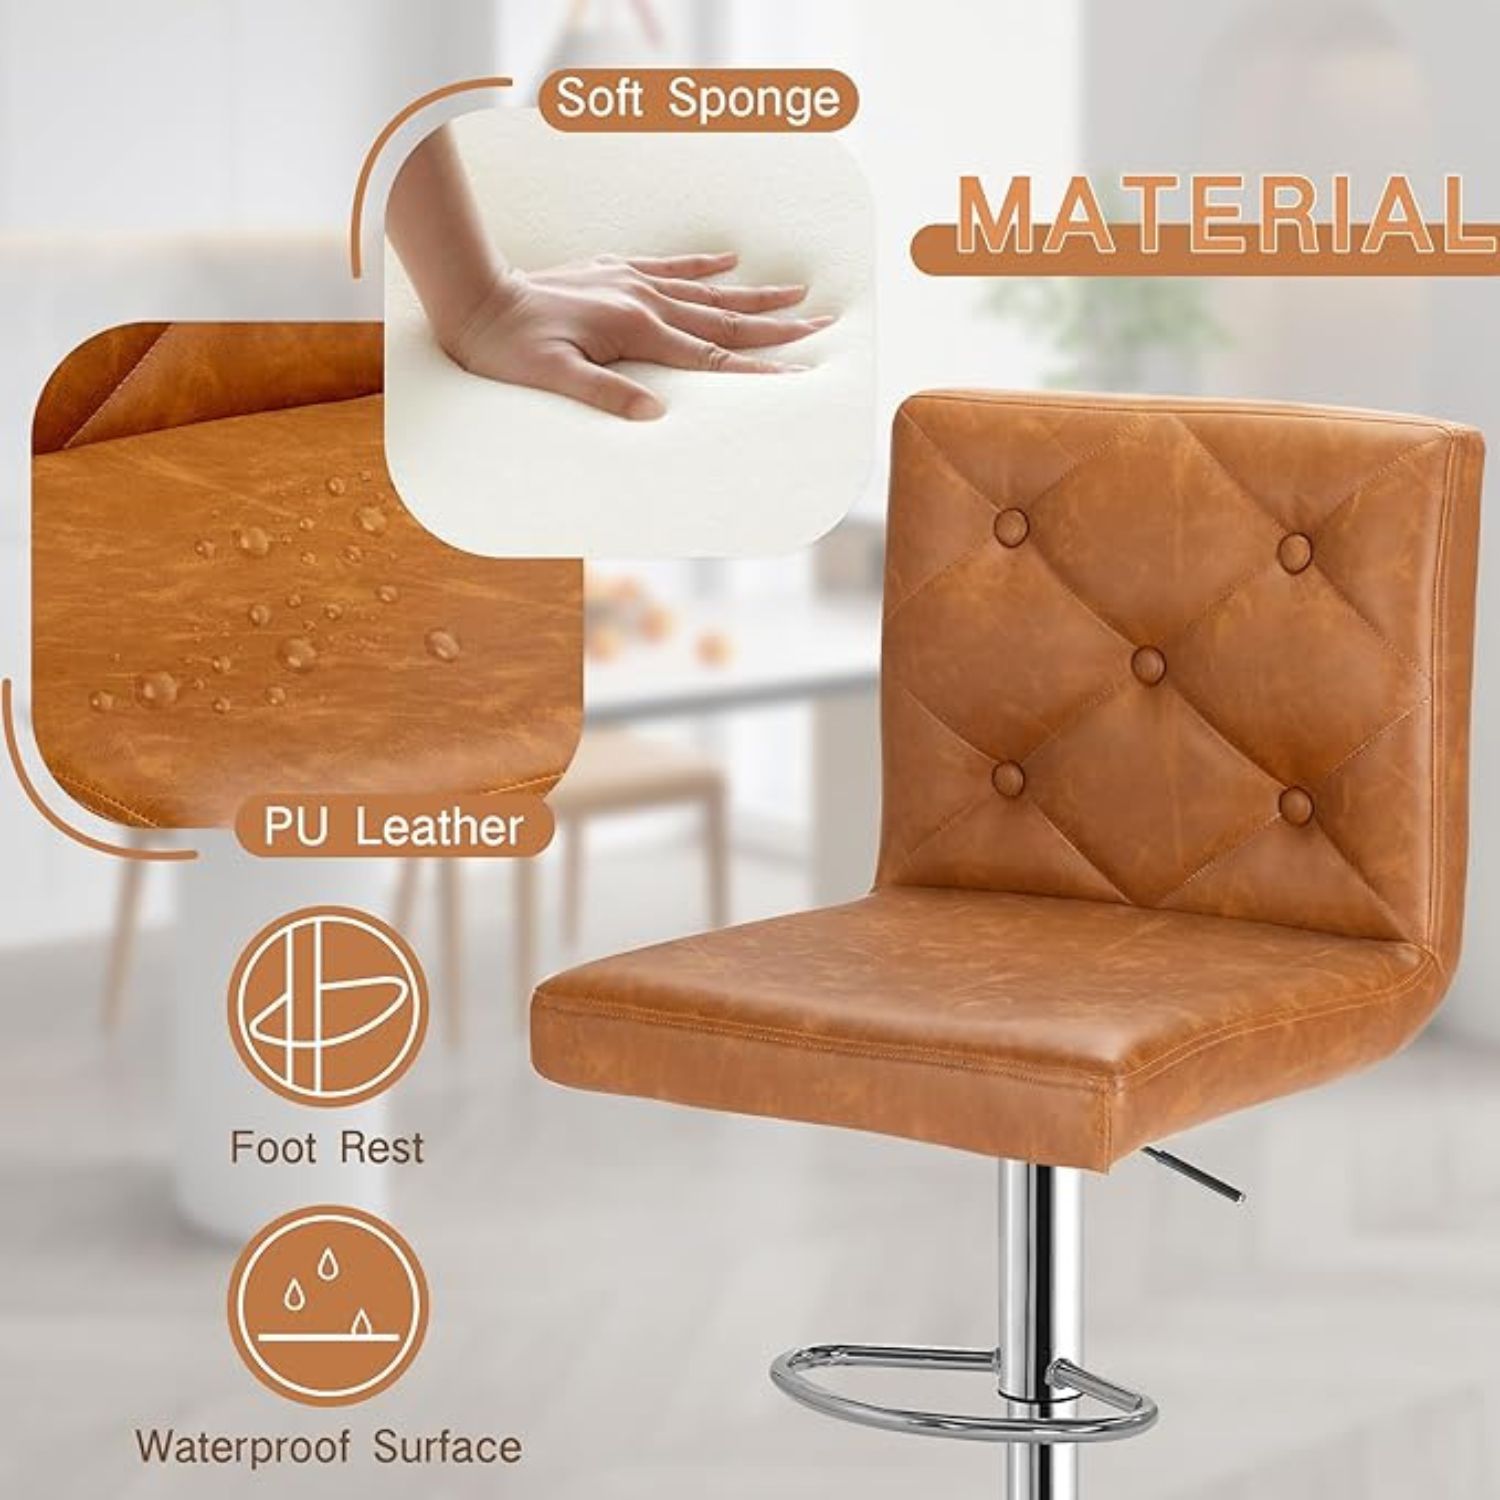 Soft Sponge
MATERIAL
PU Leather
Foot Rest
Waterproof Surface